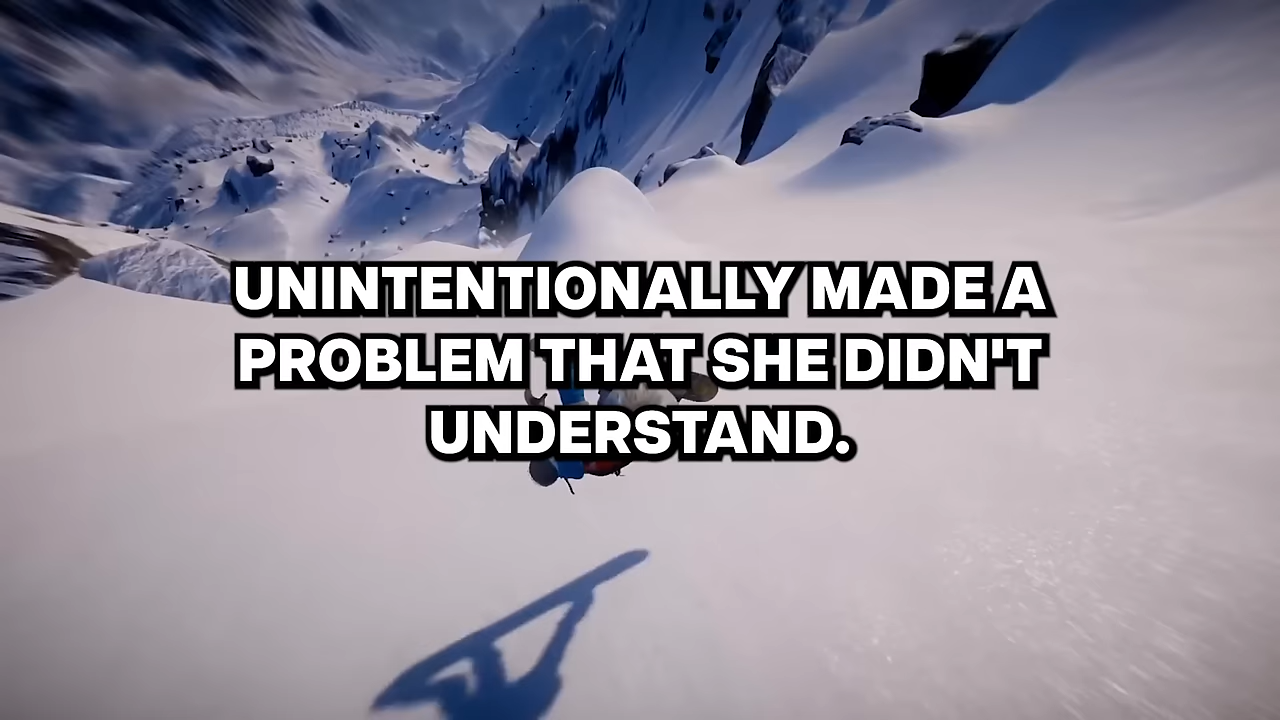 UNINTENTIONALLY MADE A
PROBLEM THAT SHE DIDN'T
UNDERSTAND.